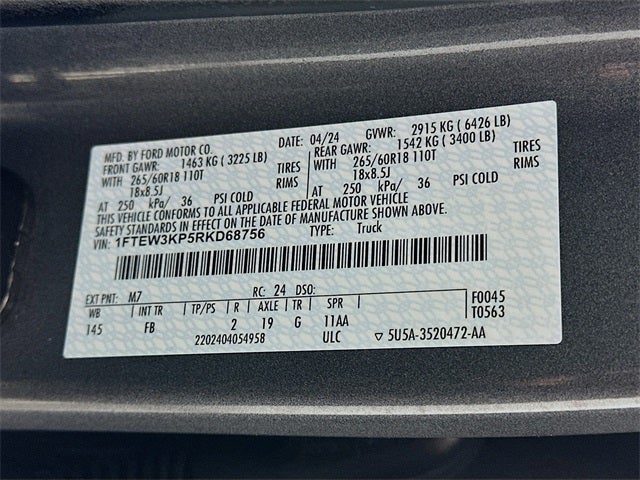 MFD. BY FORD MOTOR CO. DATE: 04/24 GVWR: 2915 KG ( 6426 LB)
FRONT GAWR: 1463 KG ( 3225 LB) REAR GAWR: 1542 KG ( 3400 LB)
WITH 265/60R18 110T TIRES WITH 265/60R18 110T TIRES
18x8.5J RIMS 18x8.5J RIMS
AT 250 kPa/ 36 PSI COLD AT 250 kPa/ 36 PSI COLD
THIS VEHICLE CONFORMS TO ALL APPLICABLE FEDERAL MOTOR VEHICLE
SAFETY STANDARDS IN EFFECT ON THE DATE OF MANUFACTURE SHOWN ABOVE.
VIN: 1FTEW3KP5RKD68756 TYPE: Truck
EXT PNT: M7 RC: 24 DSO: F0045
WB INT TR TP/PS R AXLE TR SPR T0563
145 FB 2 19 G 11AA
2202404054958 ULC ▽ 5U5A-3520472-AA